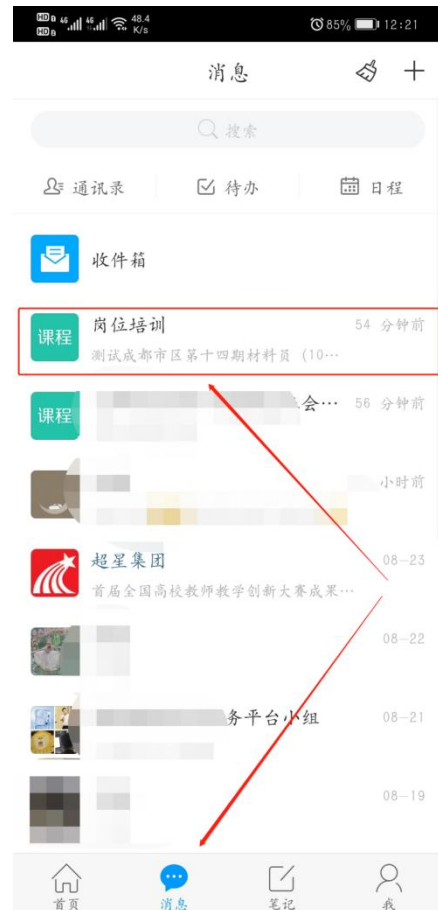 HD 46 46 48.4 85% 12:21
HD K/s
消息
搜索
通讯录 待办 日程
收件箱
课程 岗位培训 54 分钟前
测试成都市区第十四期材料员（10…
课程 会… 56 分钟前
小时前
超星集团 08-23
首届全国高校教师教学创新大赛成果…
08-22
务平台小组 08-21
08-19
首页 消息 笔记 我